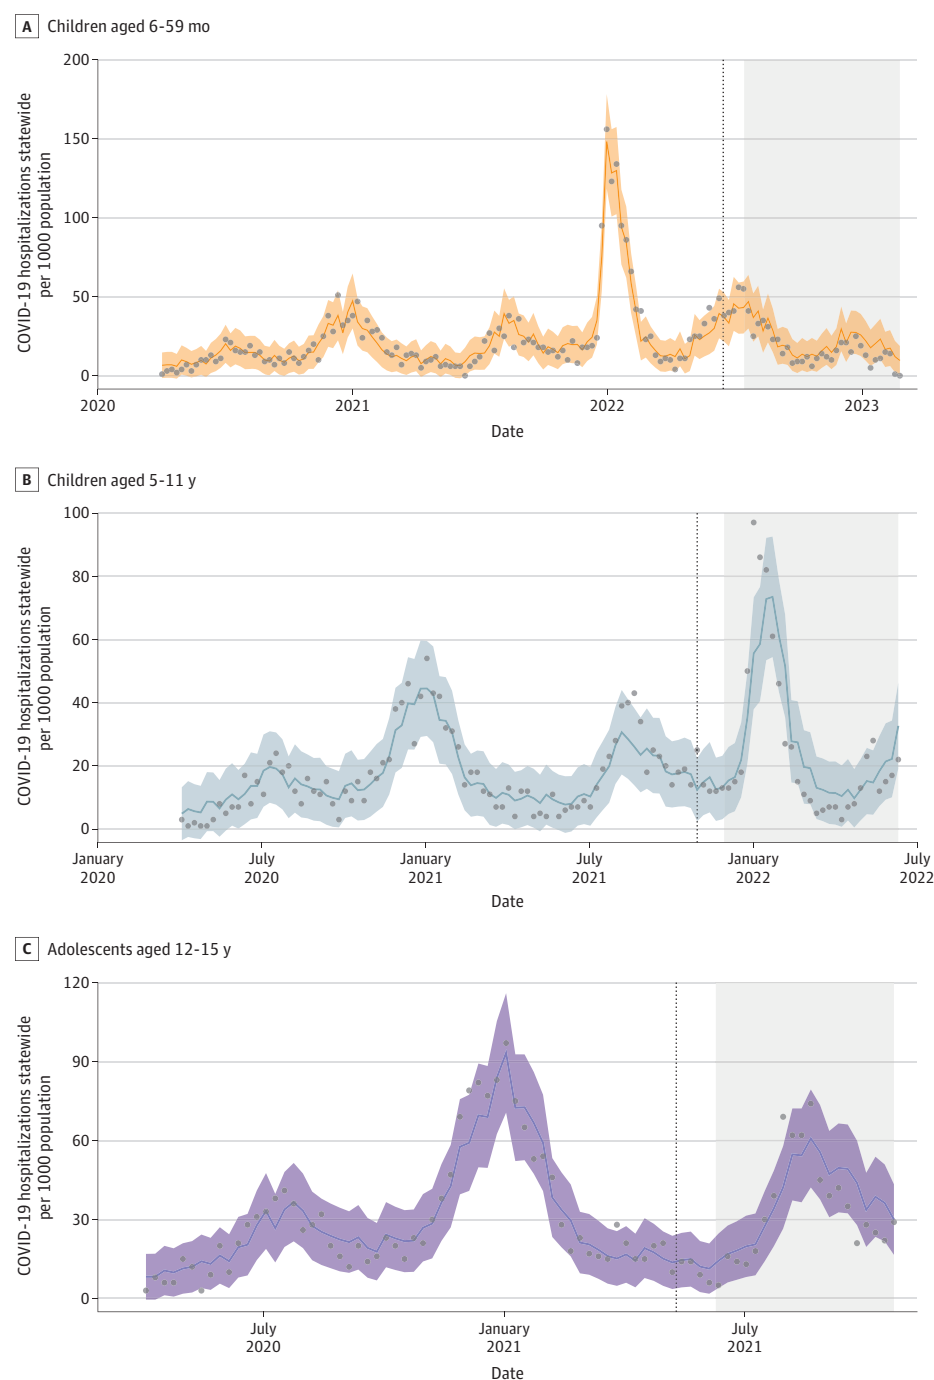 A Children aged 6-59 mo
COVID-19 hospitalizations statewide
per 1000 population
200
150
100
50
0
2020
2021
2022
2023
Date
B Children aged 5-11 y
COVID-19 hospitalizations statewide
per 1000 population
100
80
60
40
20
0
January
2020
July
2020
January
2021
July
2021
January
2022
July
2022
Date
C Adolescents aged 12-15 y
COVID-19 hospitalizations statewide
per 1000 population
120
90
60
30
0
July
2020
January
2021
July
2021
Date